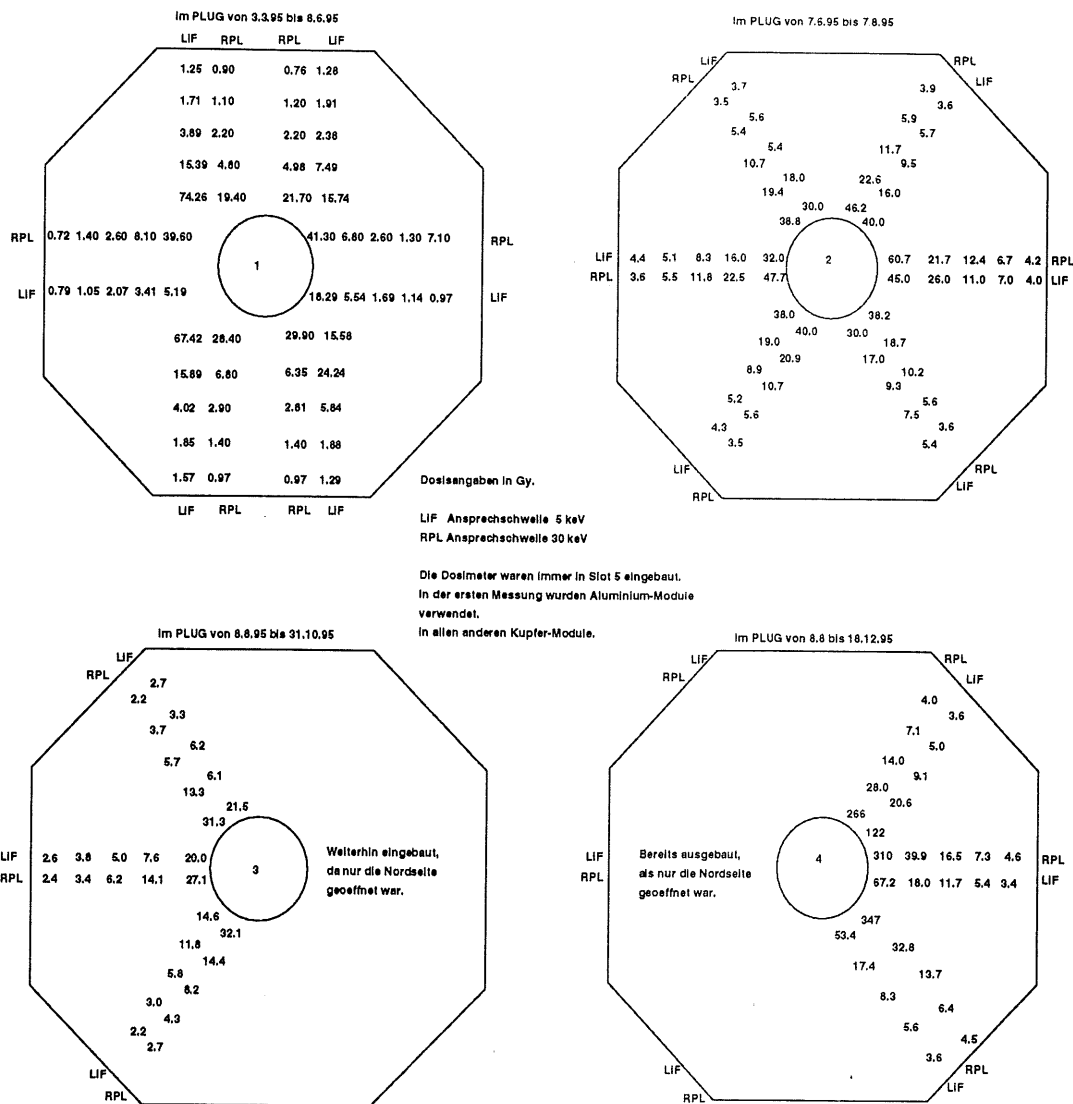 Im PLUG von 3.3.95 bis 8.6.95
LIF RPL RPL LIF
1.25 0.90 0.76 1.28
1.71 1.10 1.20 1.91
3.89 2.20 2.20 2.38
15.39 4.80 4.98 7.49
74.26 19.40 21.70 15.74
RPL 0.72 1.40 2.60 8.10 39.60 41.30 6.80 2.60 1.30 7.10 RPL
1
LIF 0.79 1.05 2.07 3.41 5.19 18.29 5.54 1.69 1.14 0.97 LIF
67.42 28.40 29.90 15.58
15.89 6.80 6.35 24.24
4.02 2.90 2.81 5.84
1.85 1.40 1.40 1.88
1.57 0.97 0.97 1.29
LIF RPL RPL LIF
Im PLUG von 7.6.95 bis 7.8.95
LIF RPL
RPL LIF
3.7 3.9
3.5 3.6
5.6 5.9
5.4 5.7
5.4 11.7
10.7 9.5
18.0 22.6
19.4 16.0
30.0 46.2
38.8 40.0
LIF 4.4 5.1 8.3 16.0 32.0 2 60.7 21.7 12.4 6.7 4.2 RPL
RPL 3.6 5.5 11.8 22.5 47.7 45.0 26.0 11.0 7.0 4.0 LIF
38.0 38.2
40.0 30.0
19.0 18.7
20.9 17.0
8.9 10.2
10.7 9.3
5.2 5.6
5.6 7.5
4.3 3.6
3.5 5.4
LIF RPL
RPL LIF
Dosisangaben in Gy.
LIF Ansprechschwelle 5 keV
RPL Ansprechschwelle 30 keV
Die Dosimeter waren immer in Slot 5 eingebaut.
In der ersten Messung wurden Aluminium-Module
verwendet.
In allen anderen Kupfer-Module.
Im PLUG von 8.8.95 bis 31.10.95
LIF
RPL
2.7
2.2
3.3
3.7
6.2
5.7
6.1
13.3
21.5
31.3
LIF 2.6 3.8 5.0 7.6 20.0
RPL 2.4 3.4 6.2 14.1 27.1
3
Weiterhin eingebaut,
da nur die Nordseite
geoeffnet war.
14.6
32.1
11.8
14.4
5.8
8.2
3.0
4.3
2.2
2.7
LIF
RPL
Im PLUG von 8.8 bis 18.12.95
LIF RPL
RPL LIF
4.0
3.6
7.1
5.0
14.0
9.1
28.0
20.6
266
122
LIF
RPL
Bereits ausgebaut,
als nur die Nordseite
geoeffnet war.
4
310 39.9 16.5 7.3 4.6 RPL
67.2 18.0 11.7 5.4 3.4 LIF
347
53.4
32.8
17.4
13.7
8.3
6.4
5.6
4.5
3.6
LIF RPL
RPL LIF